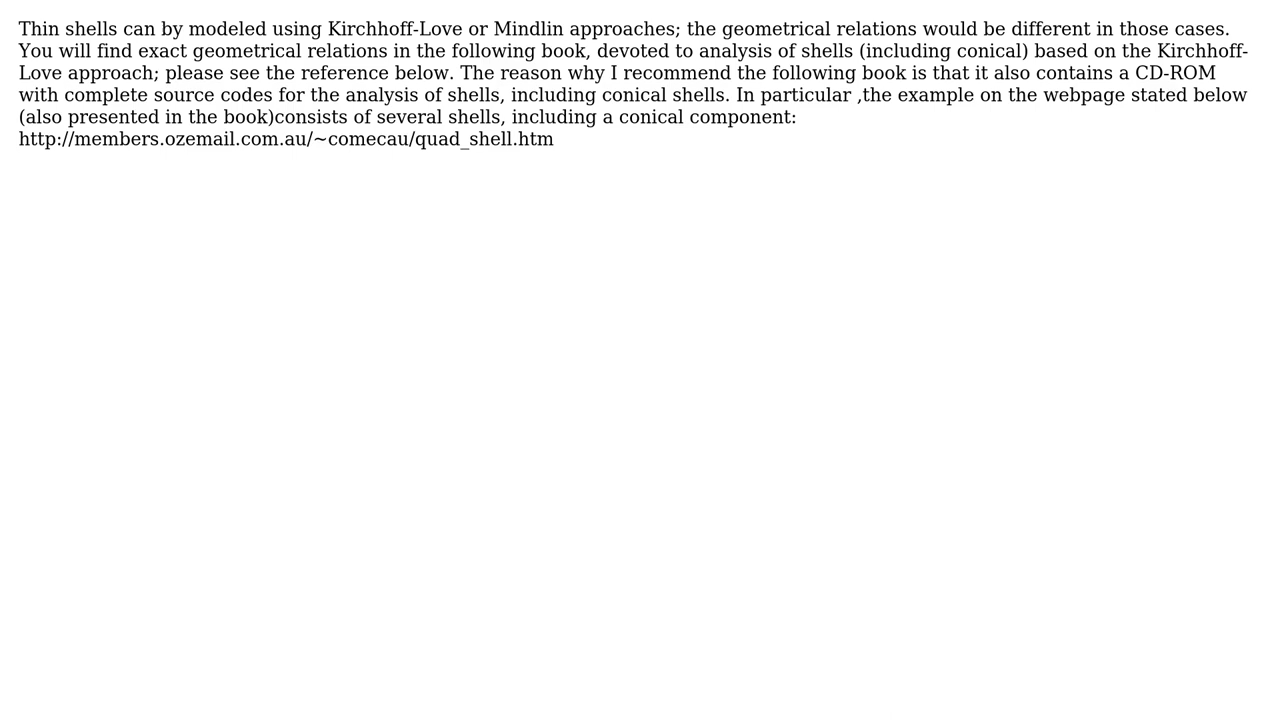 Thin shells can by modeled using Kirchhoff-Love or Mindlin approaches; the geometrical relations would be different in those cases.
You will find exact geometrical relations in the following book, devoted to analysis of shells (including conical) based on the Kirchhoff-
Love approach; please see the reference below. The reason why I recommend the following book is that it also contains a CD-ROM
with complete source codes for the analysis of shells, including conical shells. In particular ,the example on the webpage stated below
(also presented in the book)consists of several shells, including a conical component:
http://members.ozemail.com.au/~comecau/quad_shell.htm